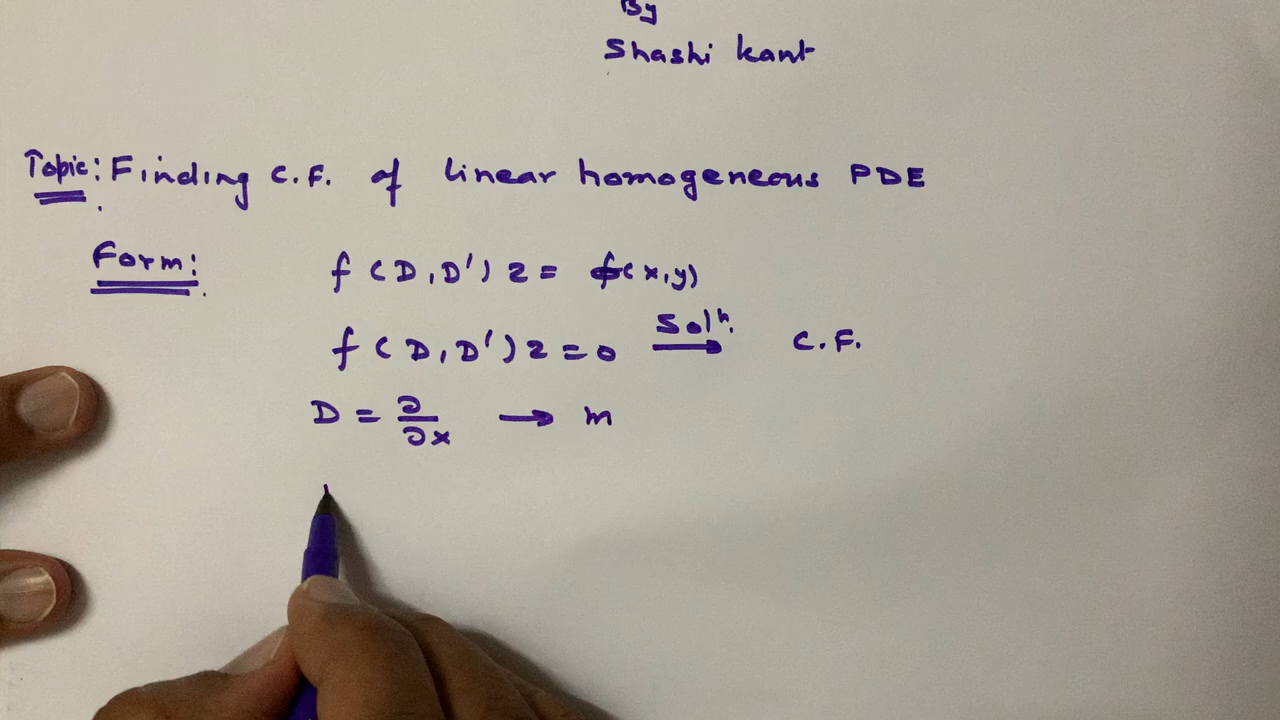 By
Shashi kant
Topic: Finding C.F. of linear homogeneous PDE
Form: f(D, D')z = ϕ(x,y)
f(D, D')z = 0 Solⁿ. → C.F.
D = ∂/∂x → m